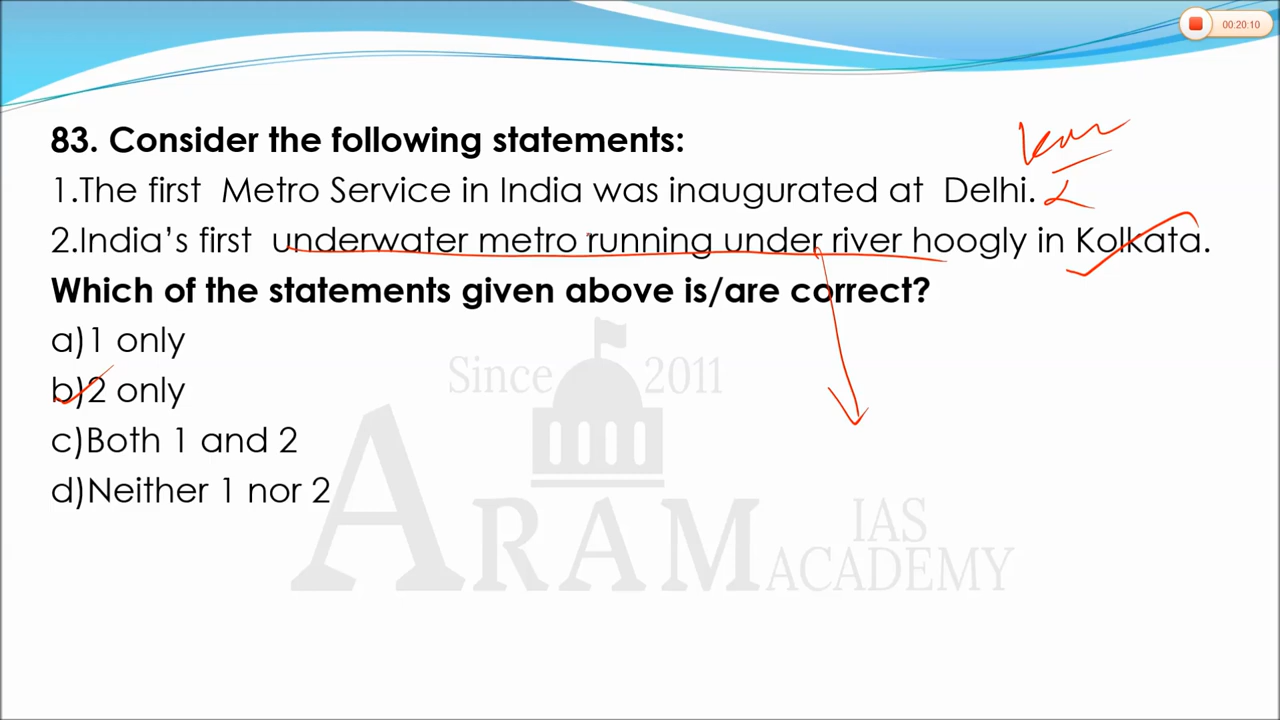 00:20:10
83. Consider the following statements:
1.The first Metro Service in India was inaugurated at Delhi.
2.India's first underwater metro running under river hoogly in Kolkata.
Which of the statements given above is/are correct?
a)1 only
b)2 only
c)Both 1 and 2
d)Neither 1 nor 2
Since 2011
ARAM IAS ACADEMY